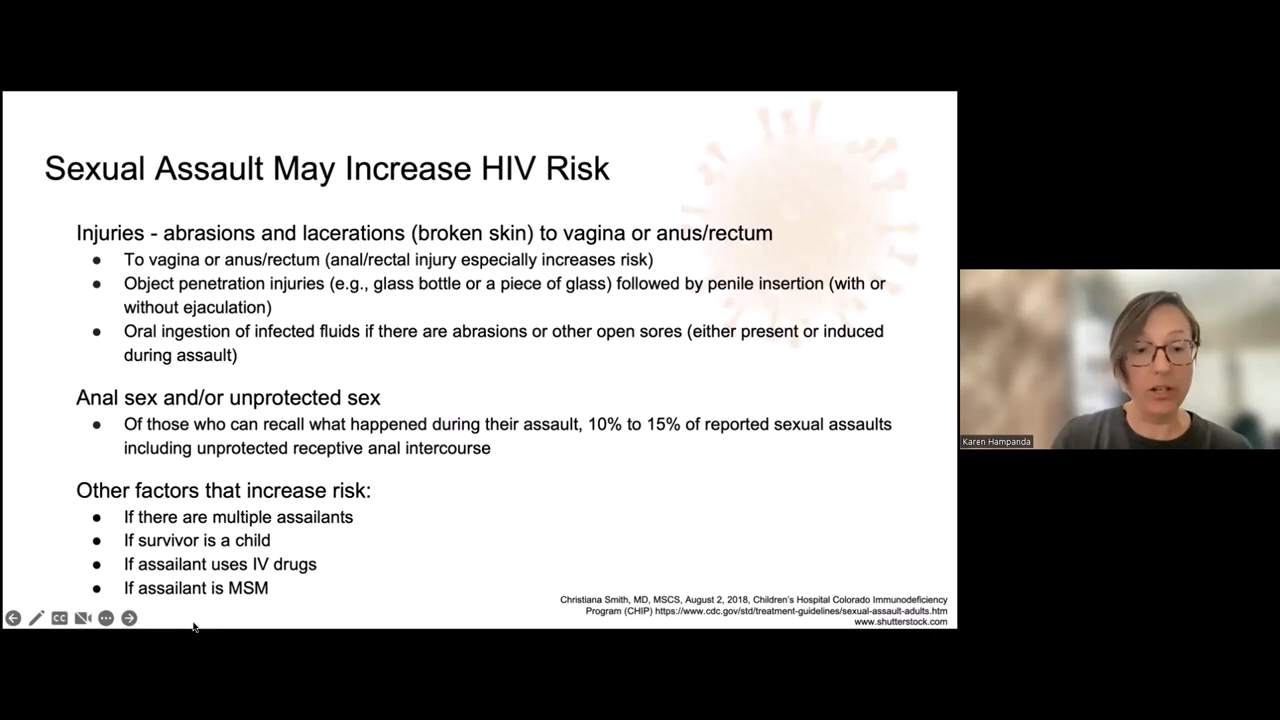 Sexual Assault May Increase HIV Risk
Injuries - abrasions and lacerations (broken skin) to vagina or anus/rectum
● To vagina or anus/rectum (anal/rectal injury especially increases risk)
● Object penetration injuries (e.g., glass bottle or a piece of glass) followed by penile insertion (with or
without ejaculation)
● Oral ingestion of infected fluids if there are abrasions or other open sores (either present or induced
during assault)
Anal sex and/or unprotected sex
● Of those who can recall what happened during their assault, 10% to 15% of reported sexual assaults
including unprotected receptive anal intercourse
Other factors that increase risk:
● If there are multiple assailants
● If survivor is a child
● If assailant uses IV drugs
● If assailant is MSM
Christiana Smith, MD, MSCS, August 2, 2018, Children's Hospital Colorado Immunodeficiency
Program (CHIP) https://www.cdc.gov/std/treatment-guidelines/sexual-assault-adults.htm
www.shutterstock.com
CC
Karen Hampanda